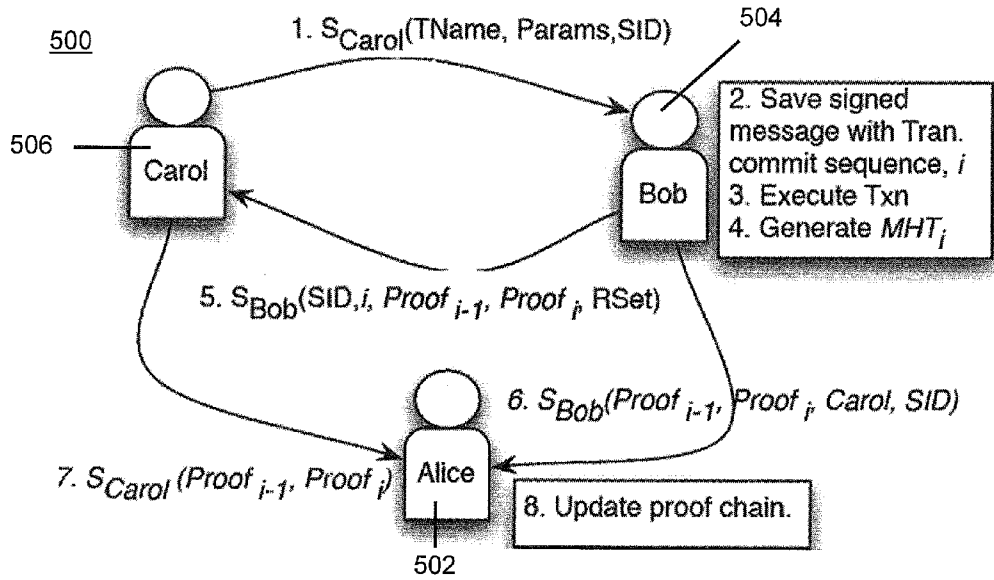 500
1. S_Carol(TName, Params,SID)
504
506
Carol
Bob
2. Save signed
message with Tran.
commit sequence, i
3. Execute Txn
4. Generate MHT_i
5. S_Bob(SID,i, Proof_i-1, Proof_i, RSet)
6. S_Bob(Proof_i-1, Proof_i, Carol, SID)
7. S_Carol (Proof_i-1, Proof_i)
Alice
8. Update proof chain.
502